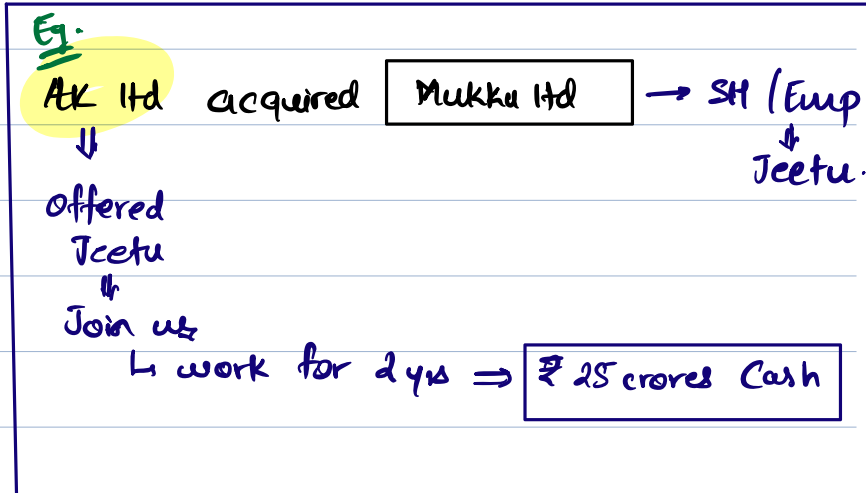 Eg.
AK ltd acquired Mukku ltd → SH / Emp
⇓
↓
Jeetu.
Offered
Jeetu
⇓
Join us
↳ work for 2 yrs ⇒ ₹ 25 crores Cash